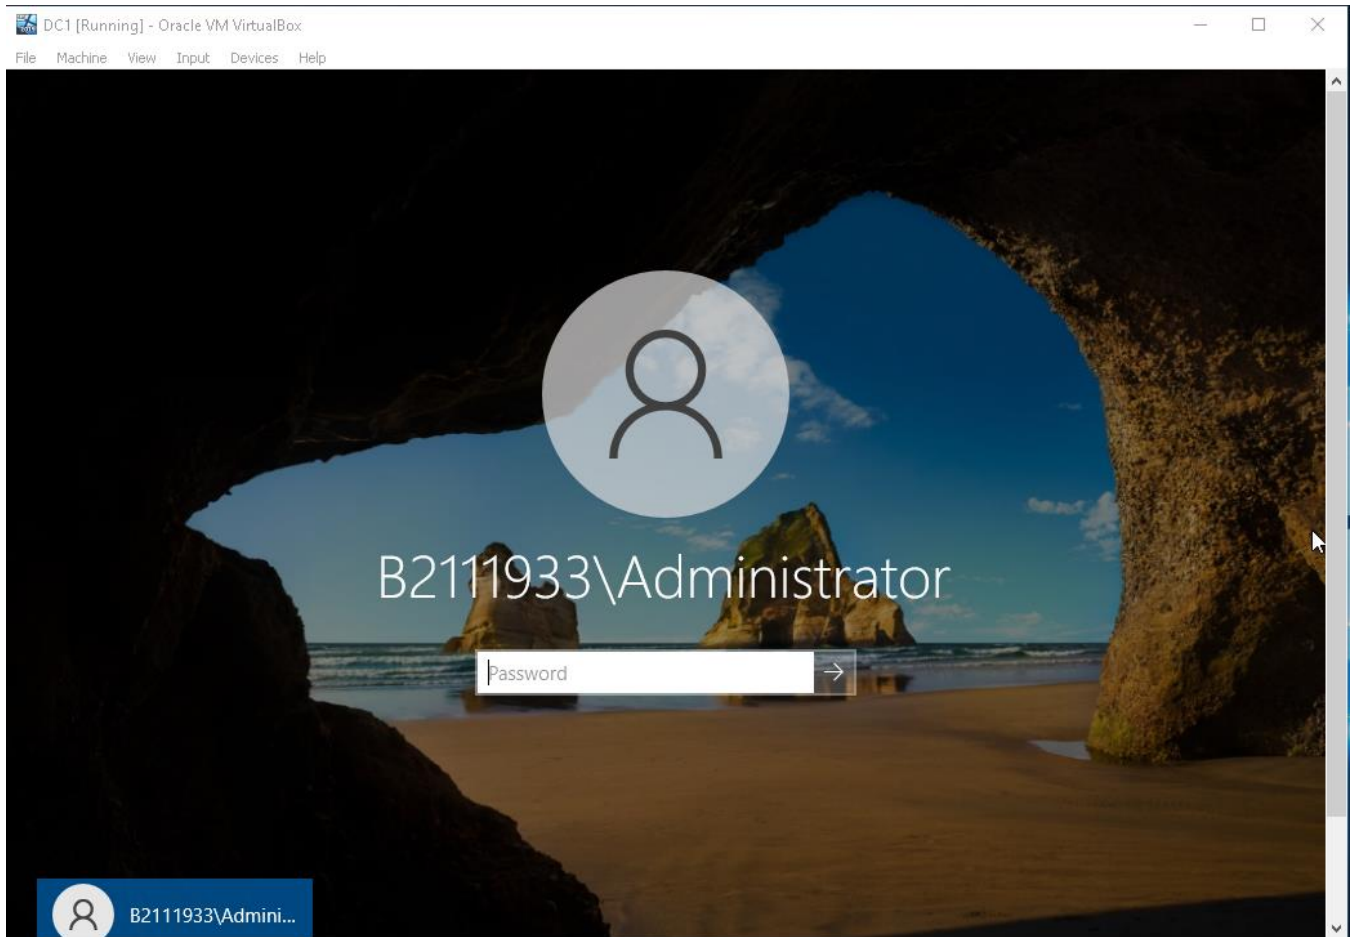 DC1 [Running] - Oracle VM VirtualBox
File Machine View Input Devices Help
B2111933\Administrator
Password
B2111933\Admini...